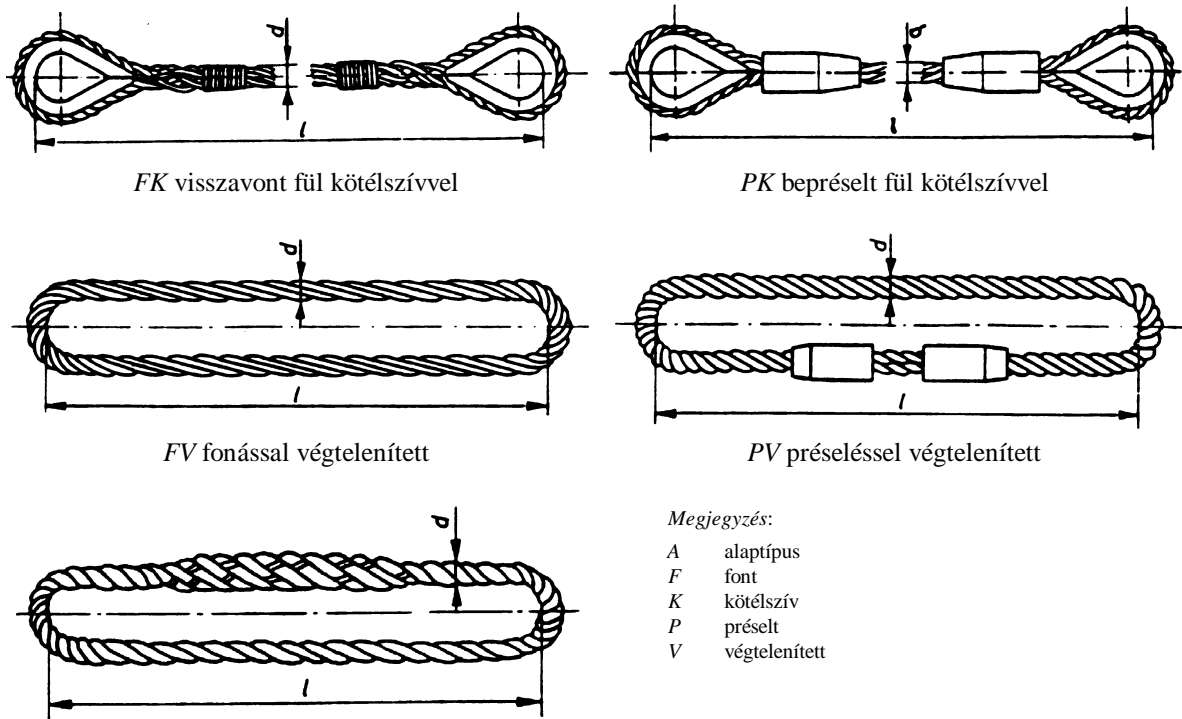 d
d
l
l
FK visszavont fül kötélszívvel
PK bepréselt fül kötélszívvel
d
d
l
l
FV fonással végtelenített
PV préseléssel végtelenített
d
l
Megjegyzés:
A alaptípus
F font
K kötélszív
P préselt
V végtelenített